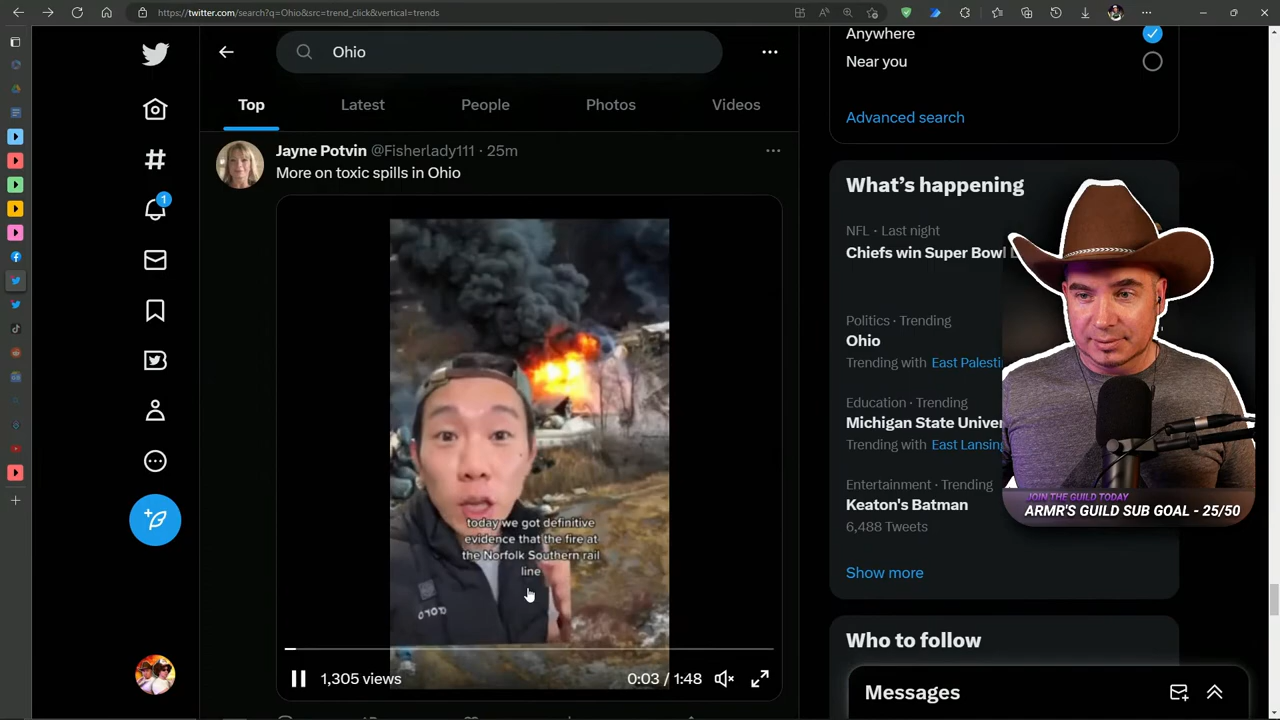 https://twitter.com/search?q=Ohio&src=trend_click&vertical=trends
Ohio
Top
Latest
People
Photos
Videos
Jayne Potvin @Fisherlady111 · 25m
More on toxic spills in Ohio
today we got definitive
evidence that the fire at
the Norfolk Southern rail
line
POLO
1,305 views
0:03 / 1:48
1
Anywhere
Near you
Advanced search
What's happening
NFL · Last night
Chiefs win Super Bowl
Politics · Trending
Ohio
Trending with East Palesti
Education · Trending
Michigan State Univer
Trending with East Lansing
Entertainment · Trending
Keaton's Batman
6,488 Tweets
Show more
Who to follow
Messages
JOIN THE GUILD TODAY
ARMR'S GUILD SUB GOAL - 25/50